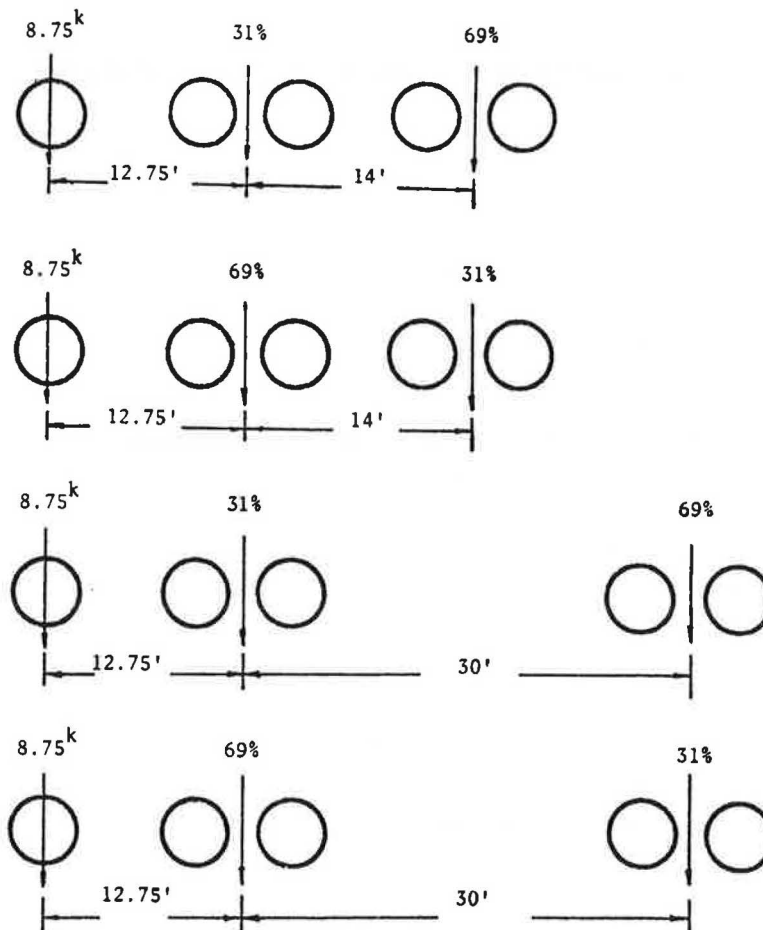 8.75k 31% 69%
12.75' 14'
8.75k 69% 31%
12.75' 14'
8.75k 31% 69%
12.75' 30'
8.75k 69% 31%
12.75' 30'